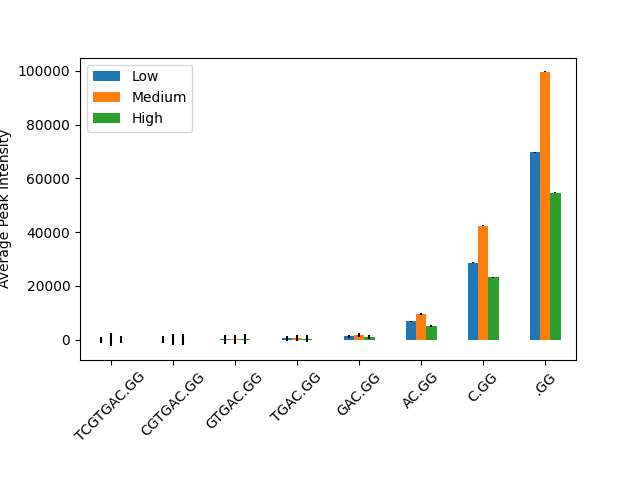 Low
Medium
High
Average Peak Intensity
100000
80000
60000
40000
20000
0
TCGTGAC.GG
CGTGAC.GG
GTGAC.GG
TGAC.GG
GAC.GG
AC.GG
C.GG
.GG